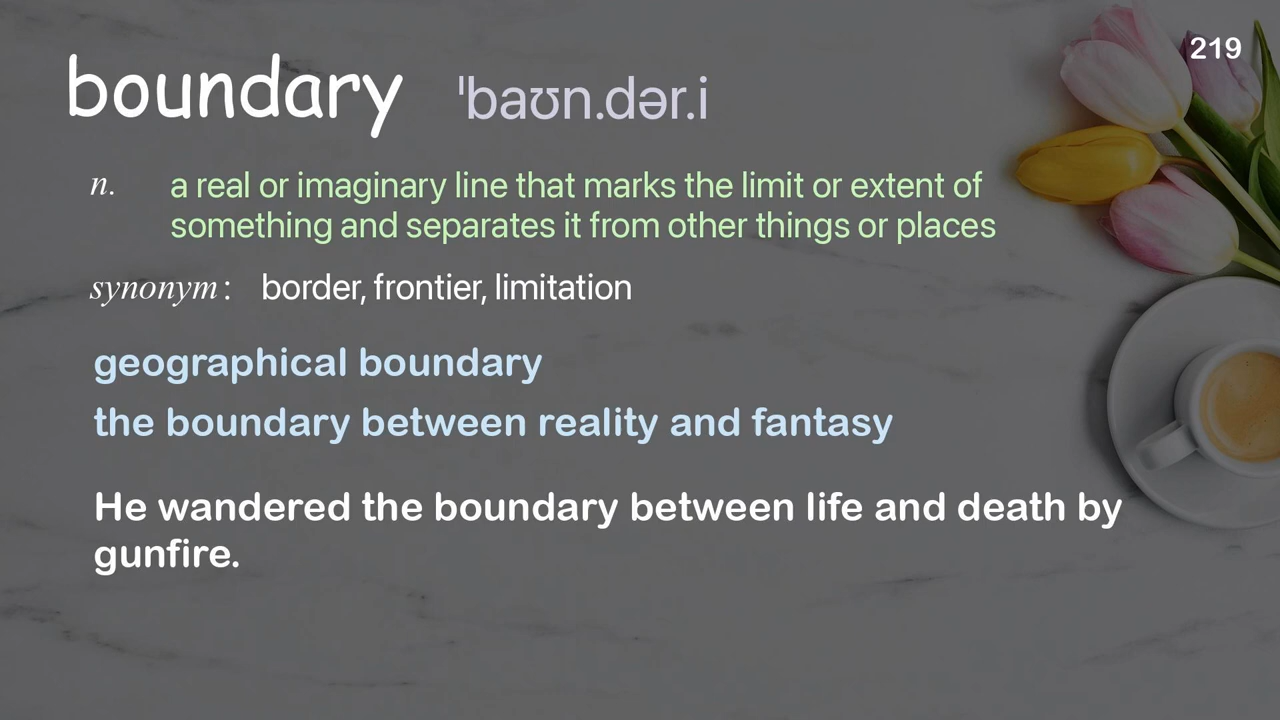 219
boundary ˈbaʊn.dər.i
n. a real or imaginary line that marks the limit or extent of
something and separates it from other things or places
synonym: border, frontier, limitation
geographical boundary
the boundary between reality and fantasy
He wandered the boundary between life and death by
gunfire.